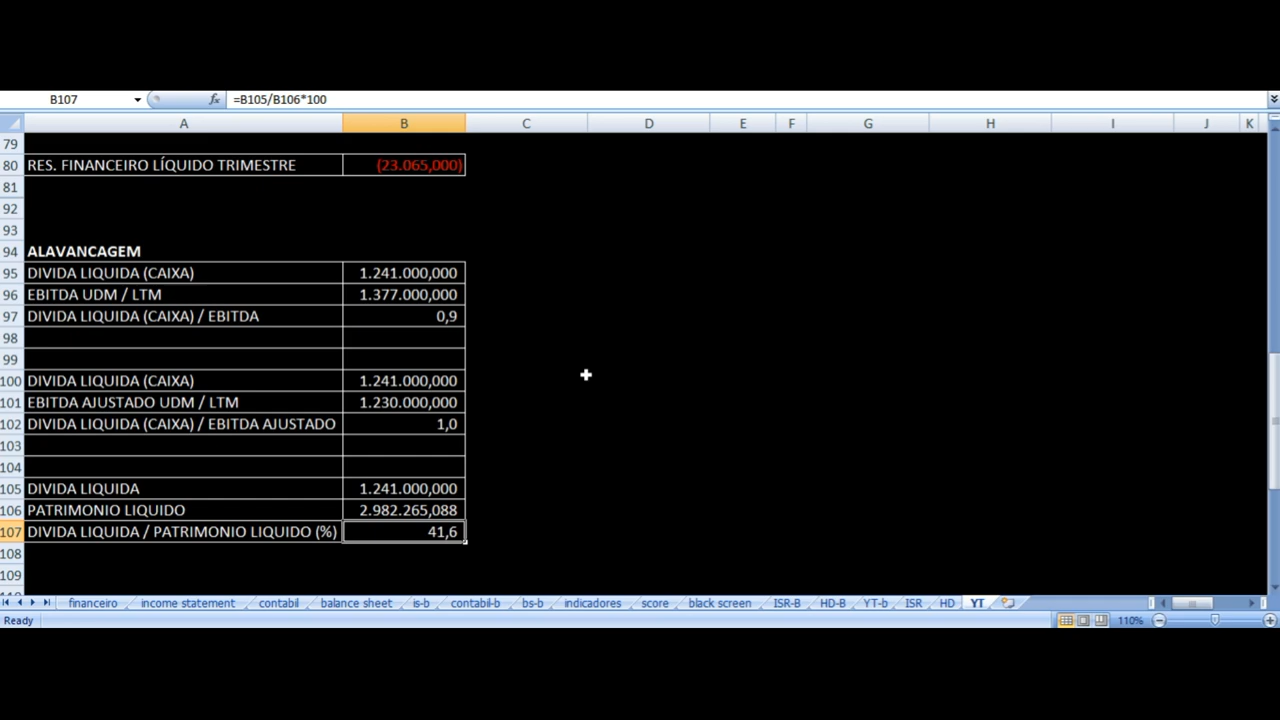 B107 fx =B105/B106*100
A B C D E F G H I J K
79
80 RES. FINANCEIRO LÍQUIDO TRIMESTRE (23.065,000)
81
92
93
94 ALAVANCAGEM
95 DIVIDA LIQUIDA (CAIXA) 1.241.000,000
96 EBITDA UDM / LTM 1.377.000,000
97 DIVIDA LIQUIDA (CAIXA) / EBITDA 0,9
98
99
100 DIVIDA LIQUIDA (CAIXA) 1.241.000,000
101 EBITDA AJUSTADO UDM / LTM 1.230.000,000
102 DIVIDA LIQUIDA (CAIXA) / EBITDA AJUSTADO 1,0
103
104
105 DIVIDA LIQUIDA 1.241.000,000
106 PATRIMONIO LIQUIDO 2.982.265,088
107 DIVIDA LIQUIDA / PATRIMONIO LIQUIDO (%) 41,6
108
109
financeiro income statement contabil balance sheet is-b contabil-b bs-b indicadores score black screen ISR-B HD-B YT-b ISR HD YT
Ready 110%